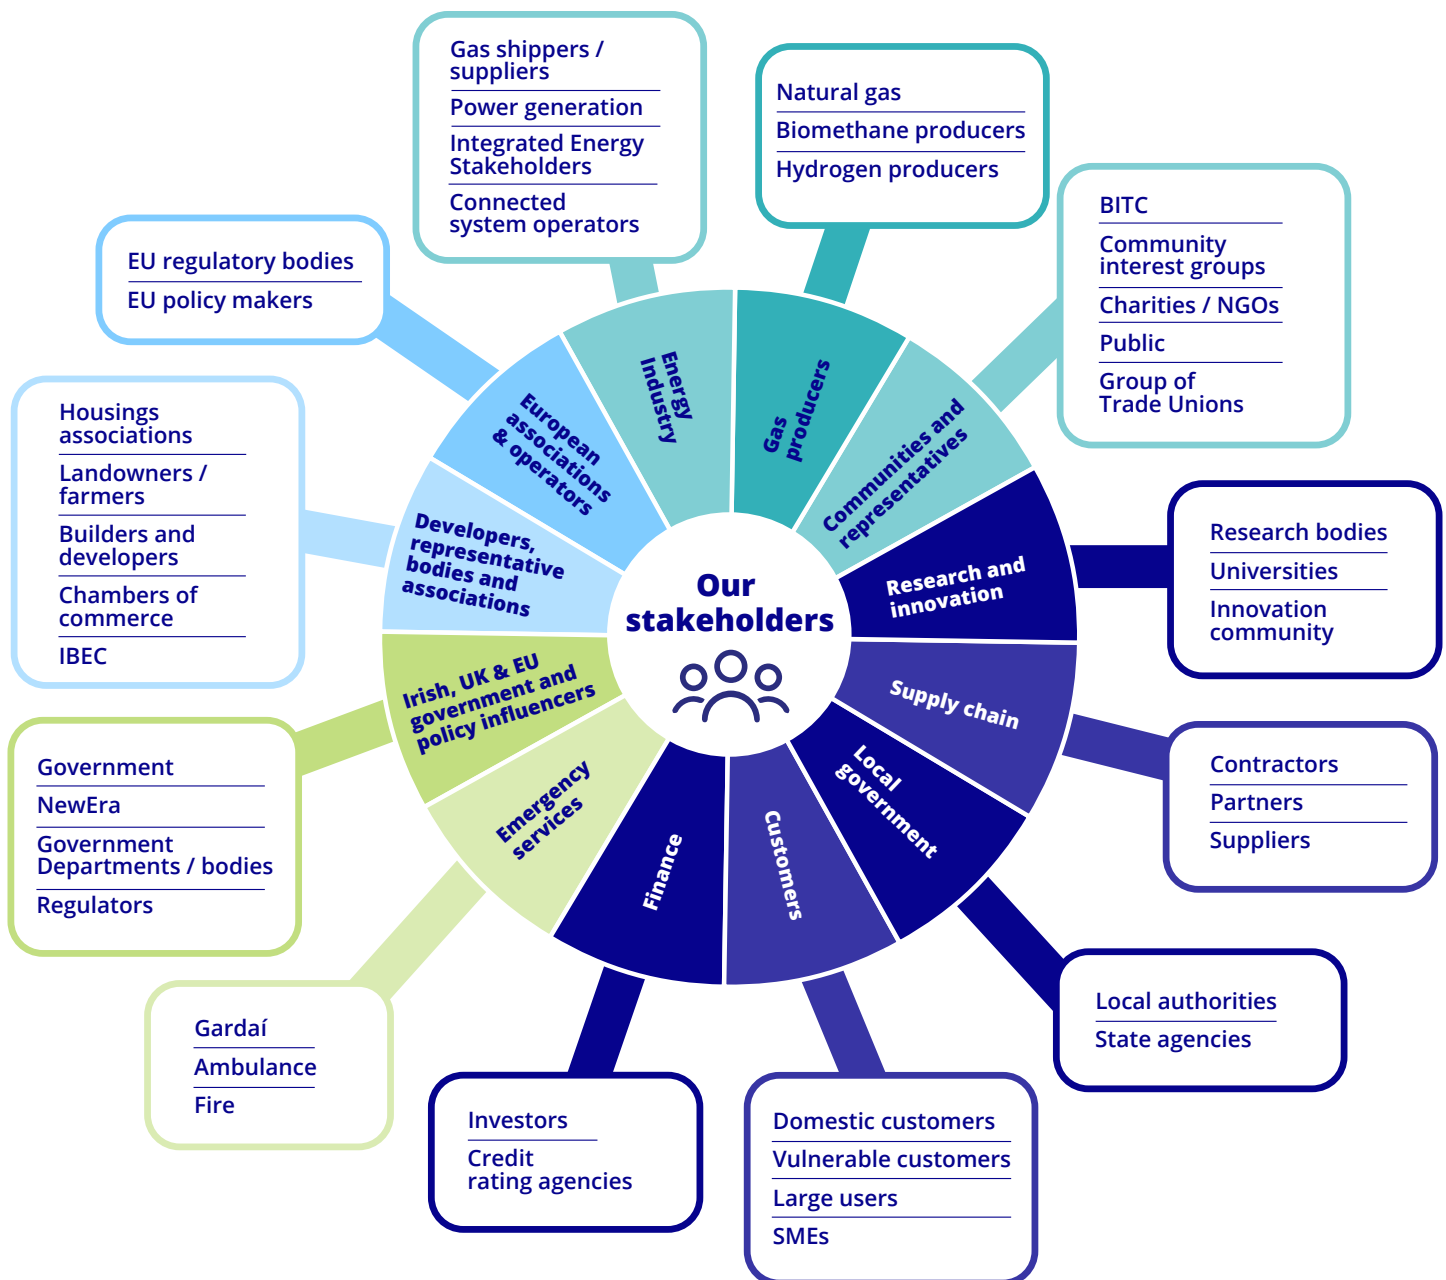 Our
stakeholders
Energy
Industry
Gas shippers /
suppliers
Power generation
Integrated Energy
Stakeholders
Connected
system operators
Gas
producers
Natural gas
Biomethane producers
Hydrogen producers
Communities and
representatives
BITC
Community
interest groups
Charities / NGOs
Public
Group of
Trade Unions
Research and
innovation
Research bodies
Universities
Innovation
community
Supply chain
Contractors
Partners
Suppliers
Local
government
Local authorities
State agencies
Customers
Domestic customers
Vulnerable customers
Large users
SMEs
Finance
Investors
Credit
rating agencies
Emergency
services
Gardaí
Ambulance
Fire
Irish, UK & EU
government and
policy influencers
Government
NewEra
Government
Departments / bodies
Regulators
Developers,
representative
bodies and
associations
Housings
associations
Landowners /
farmers
Builders and
developers
Chambers of
commerce
IBEC
European
associations
& operators
EU regulatory bodies
EU policy makers